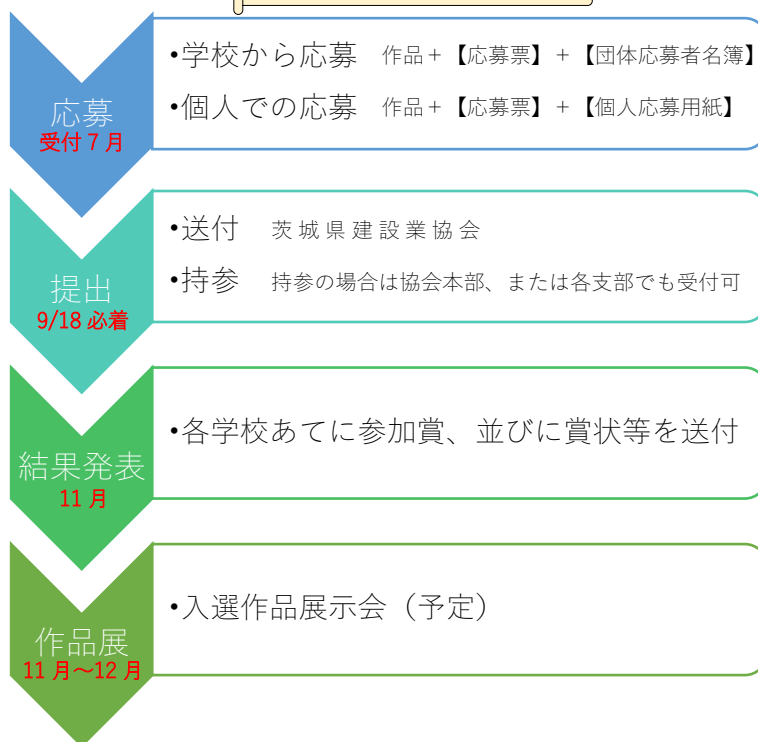 応募
受付7月
•学校から応募 作品+【応募票】+【団体応募者名簿】
•個人での応募 作品+【応募票】+【個人応募用紙】
提出
9/18 必着
•送付 茨城県建設業協会
•持参 持参の場合は協会本部、または各支部でも受付可
結果発表
11月
•各学校あてに参加賞、並びに賞状等を送付
作品展
11月~12月
•入選作品展示会（予定）